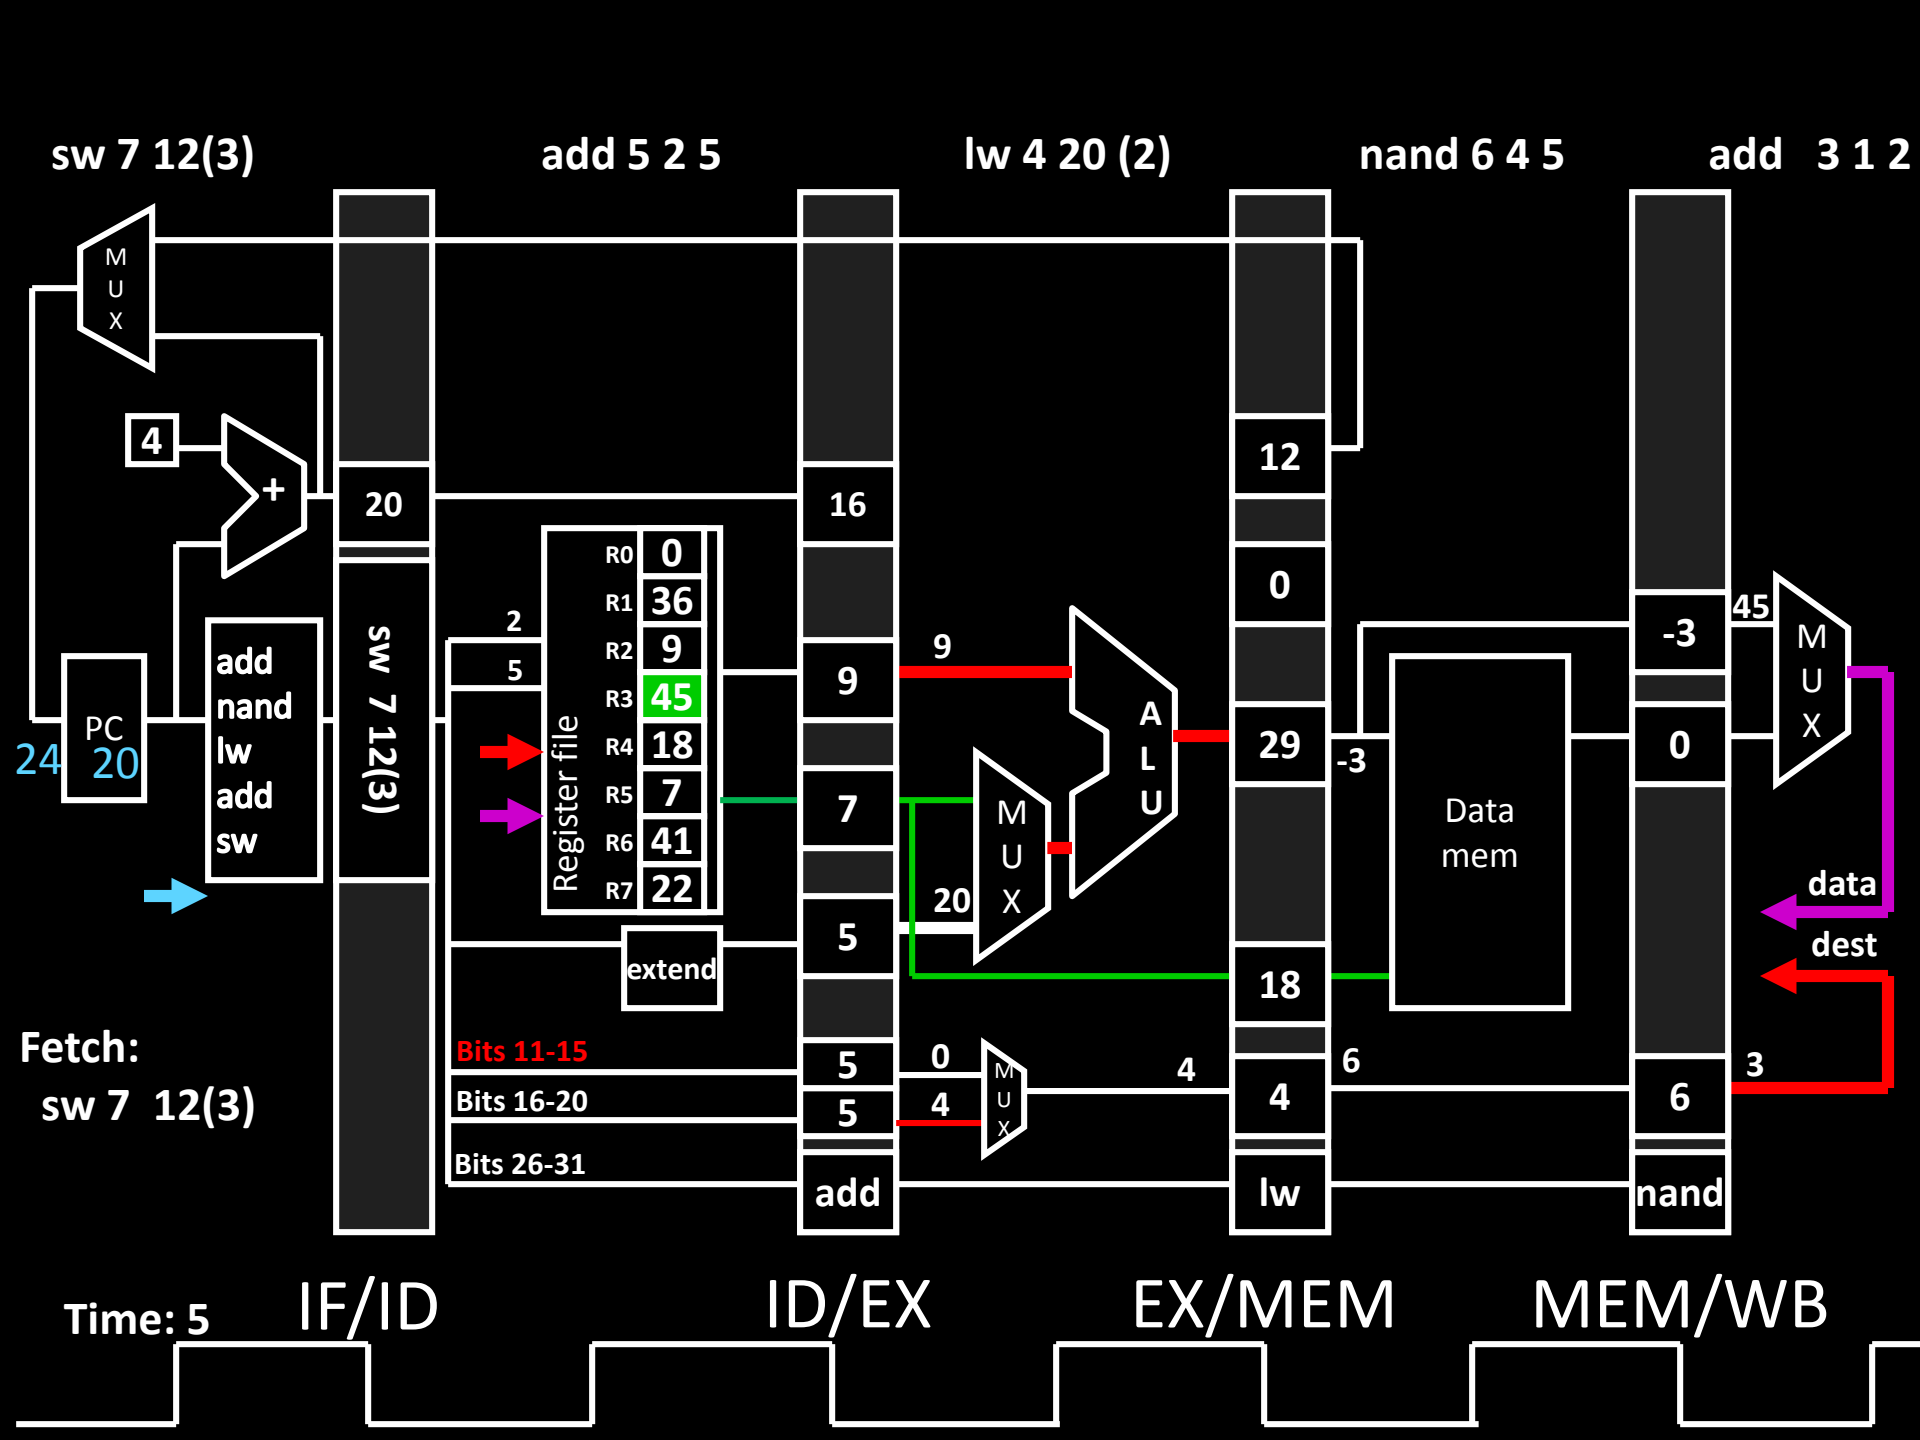 sw 7 12(3)
add 5 2 5
lw 4 20 (2)
nand 6 4 5
add 3 1 2
M
U
X
4
+
20
16
12
0
-3
45
M
U
X
PC
24
20
add
nand
lw
add
sw
sw 7 12(3)
2
5
Register file
R0 0
R1 36
R2 9
R3 45
R4 18
R5 7
R6 41
R7 22
extend
9
7
5
9
20
M
U
X
A
L
U
29
-3
Data
mem
0
data
dest
18
Fetch:
sw 7 12(3)
Bits 11-15
Bits 16-20
Bits 26-31
5
5
add
0
4
M
U
X
4
4
6
lw
3
6
nand
Time: 5
IF/ID
ID/EX
EX/MEM
MEM/WB